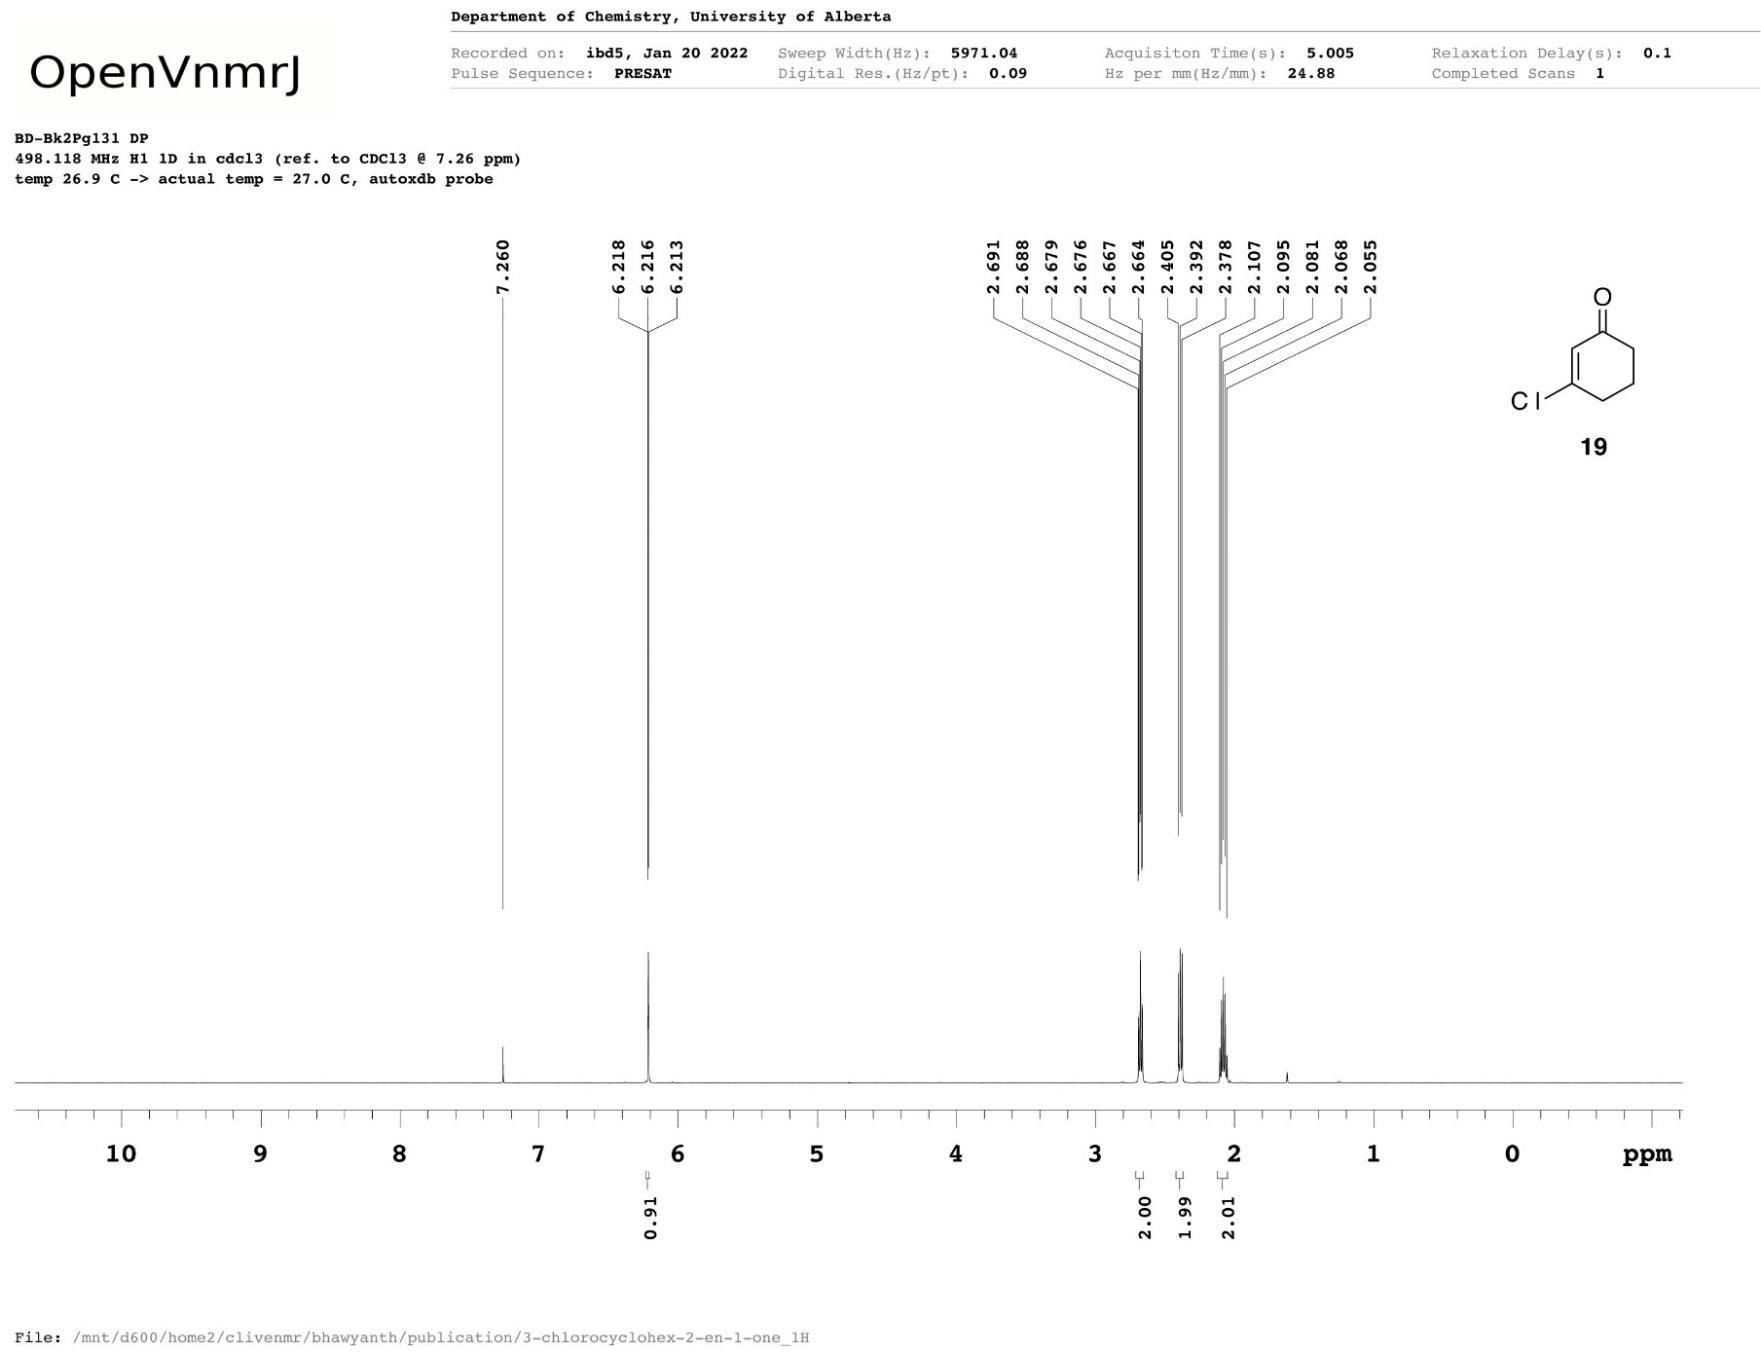 Department of Chemistry, University of Alberta
OpenVnmrJ
Recorded on: ibd5, Jan 20 2022 Sweep Width(Hz): 5971.04 Acquisiton Time(s): 5.005 Relaxation Delay(s): 0.1
Pulse Sequence: PRESAT Digital Res.(Hz/pt): 0.09 Hz per mm(Hz/mm): 24.88 Completed Scans 1
BD-Bk2Pg131 DP
498.118 MHz H1 1D in cdcl3 (ref. to CDCl3 @ 7.26 ppm)
temp 26.9 C -> actual temp = 27.0 C, autoxdb probe
7.260 6.218 6.216 6.213 2.691 2.688 2.679 2.676 2.667 2.664 2.405 2.392 2.378 2.107 2.095 2.081 2.068 2.055
O
Cl
19
10 9 8 7 6 5 4 3 2 1 0 ppm
0.91 2.00 1.99 2.01
File: /mnt/d600/home2/clivenmr/bhawyanth/publication/3-chlorocyclohex-2-en-1-one_1H